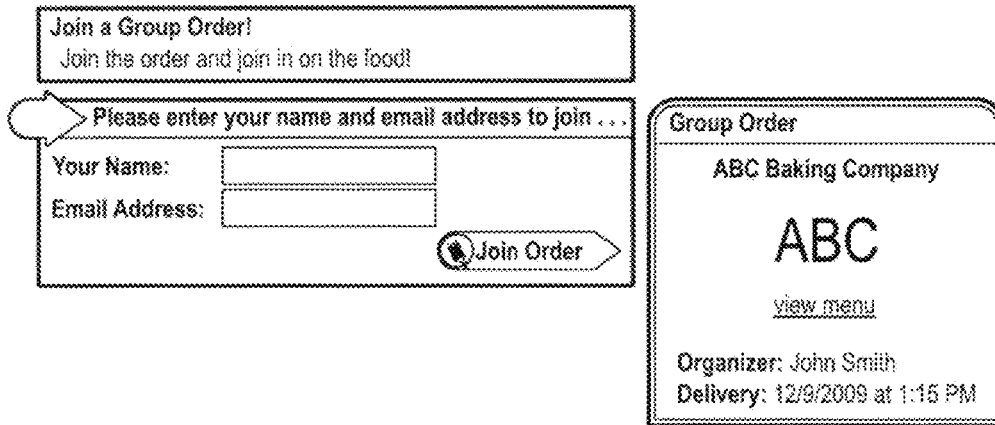 Join a Group Order!
Join the order and join in on the food!
Please enter your name and email address to join . . .
Your Name:
Email Address:
Join Order
Group Order
ABC Baking Company
ABC
view menu
Organizer: John Smith
Delivery: 12/9/2009 at 1:15 PM